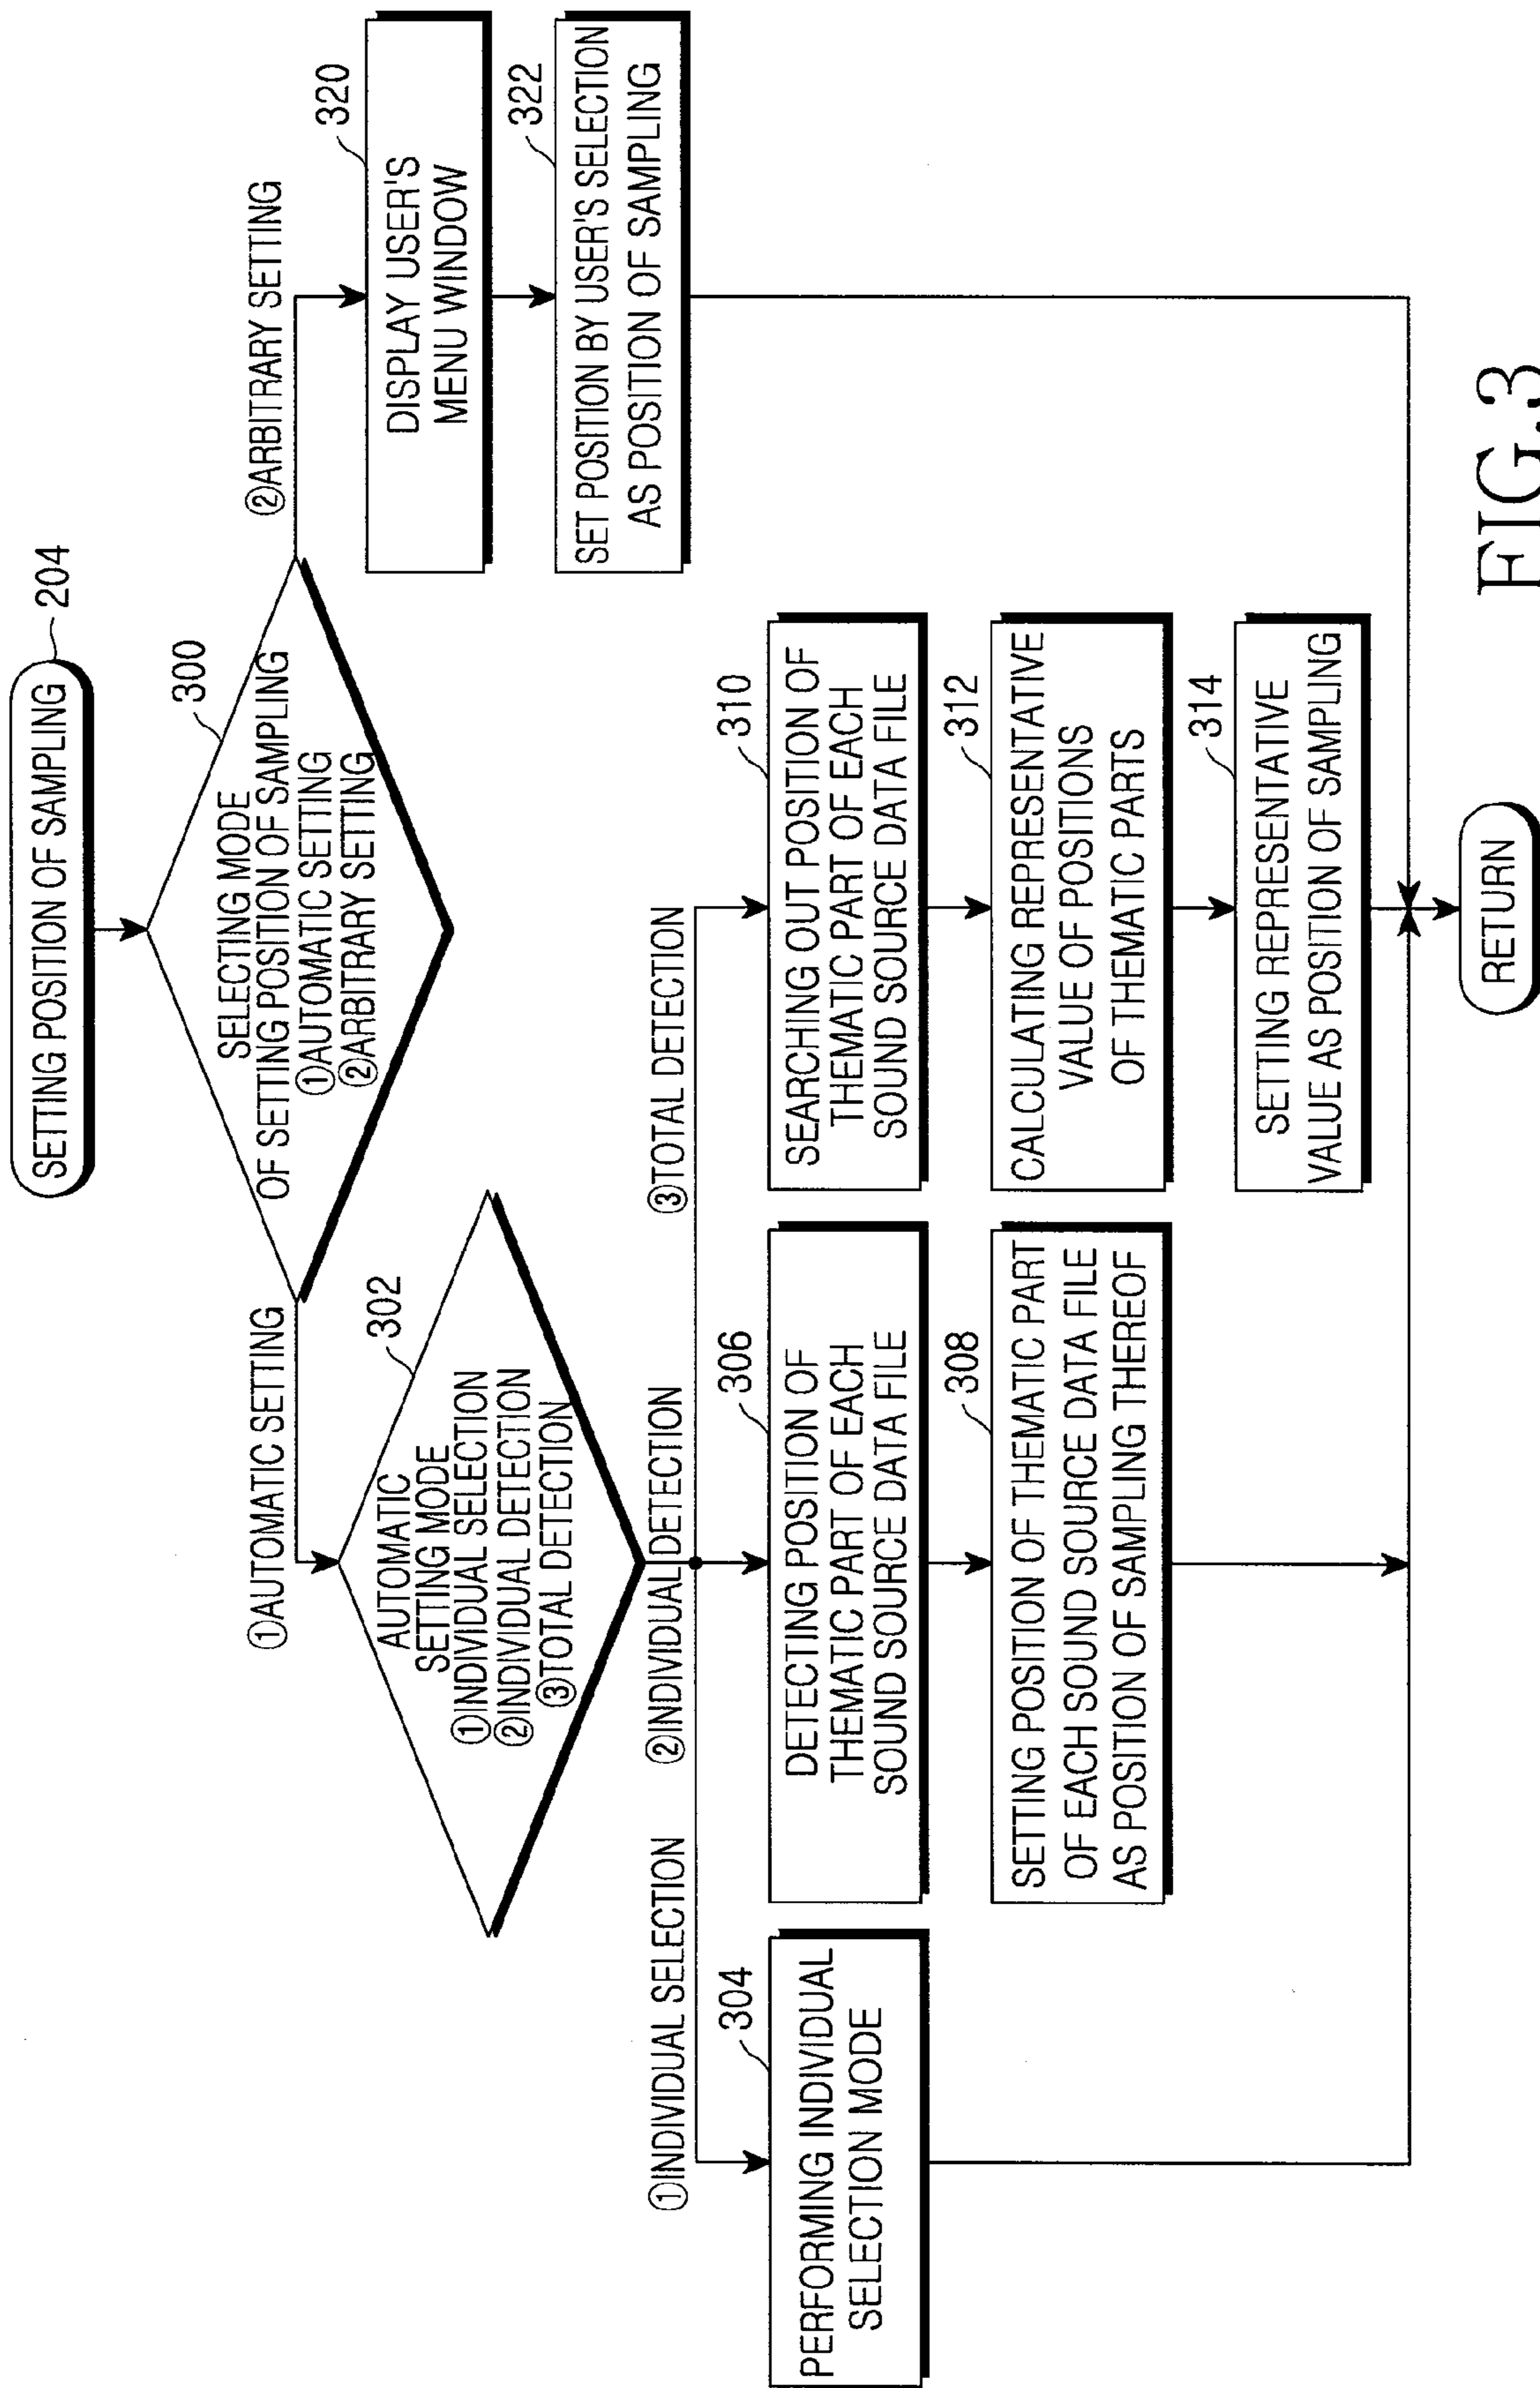 SETTING POSITION OF SAMPLING
204
300
SELECTING MODE
OF SETTING POSITION OF SAMPLING
①AUTOMATIC SETTING
②ARBITRARY SETTING
①AUTOMATIC SETTING
②ARBITRARY SETTING
302
AUTOMATIC
SETTING MODE
①INDIVIDUAL SELECTION
②INDIVIDUAL DETECTION
③TOTAL DETECTION
320
DISPLAY USER'S
MENU WINDOW
322
SET POSITION BY USER'S SELECTION
AS POSITION OF SAMPLING
①INDIVIDUAL SELECTION
②INDIVIDUAL DETECTION
③TOTAL DETECTION
304
PERFORMING INDIVIDUAL
SELECTION MODE
306
DETECTING POSITION OF
THEMATIC PART OF EACH
SOUND SOURCE DATA FILE
308
SETTING POSITION OF THEMATIC PART
OF EACH SOUND SOURCE DATA FILE
AS POSITION OF SAMPLING THEREOF
310
SEARCHING OUT POSITION OF
THEMATIC PART OF EACH
SOUND SOURCE DATA FILE
312
CALCULATING REPRESENTATIVE
VALUE OF POSITIONS
OF THEMATIC PARTS
314
SETTING REPRESENTATIVE
VALUE AS POSITION OF SAMPLING
RETURN
FIG.3